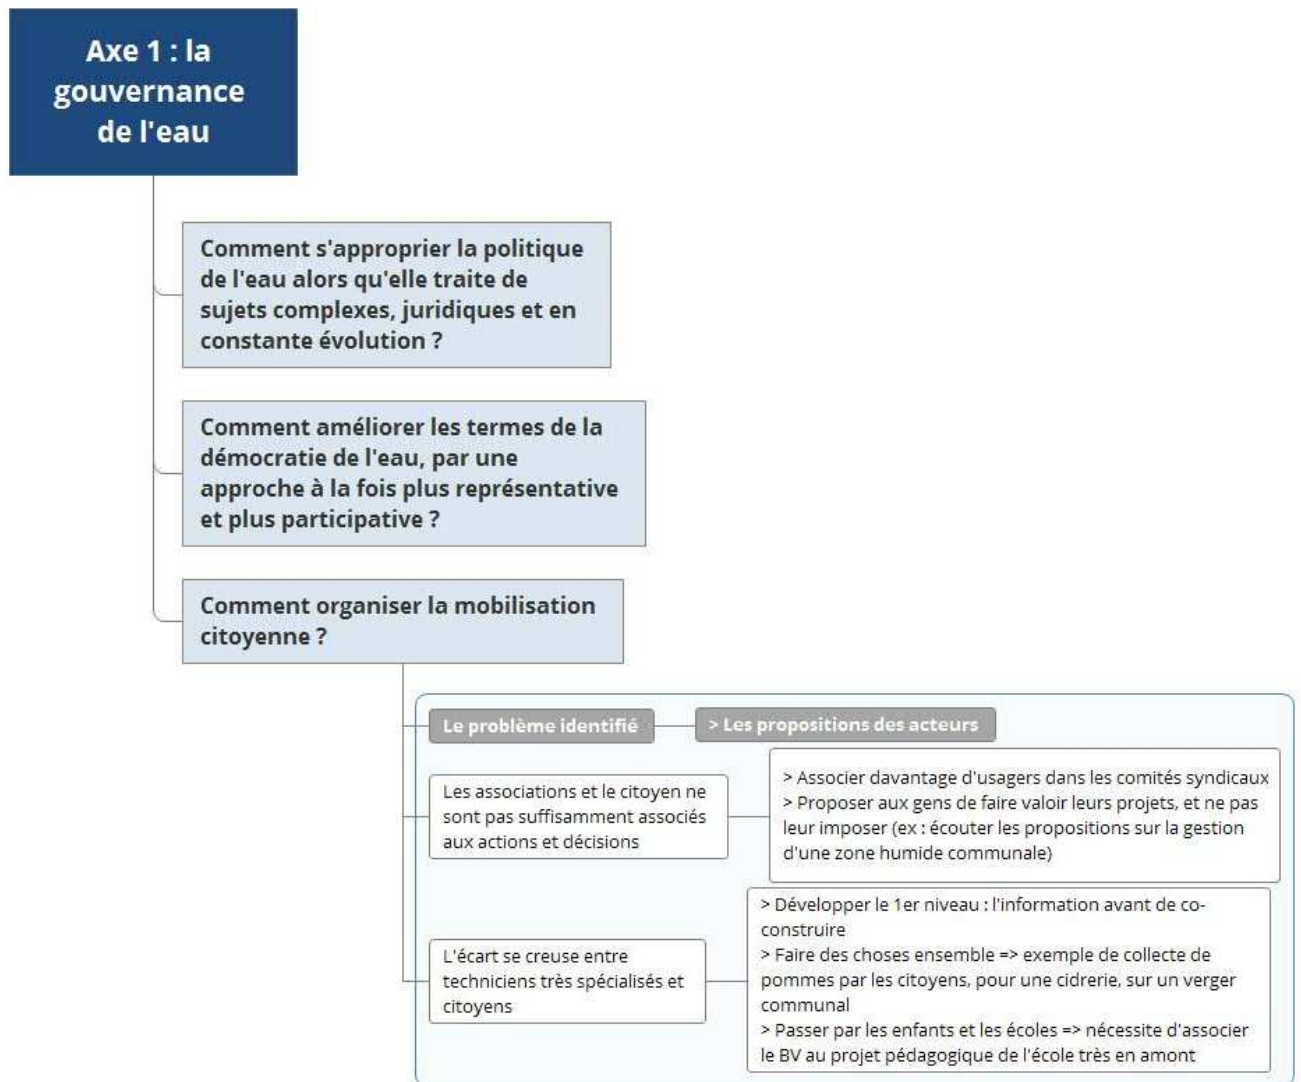 Axe 1 : la
gouvernance
de l'eau
Comment s'approprier la politique
de l'eau alors qu'elle traite de
sujets complexes, juridiques et en
constante évolution ?
Comment améliorer les termes de la
démocratie de l'eau, par une
approche à la fois plus représentative
et plus participative ?
Comment organiser la mobilisation
citoyenne ?
Le problème identifié
> Les propositions des acteurs
Les associations et le citoyen ne
sont pas suffisamment associés
aux actions et décisions
> Associer davantage d'usagers dans les comités syndicaux
> Proposer aux gens de faire valoir leurs projets, et ne pas
leur imposer (ex : écouter les propositions sur la gestion
d'une zone humide communale)
L'écart se creuse entre
techniciens très spécialisés et
citoyens
> Développer le 1er niveau : l'information avant de co-
construire
> Faire des choses ensemble => exemple de collecte de
pommes par les citoyens, pour une cidrerie, sur un verger
communal
> Passer par les enfants et les écoles => nécessite d'associer
le BV au projet pédagogique de l'école très en amont